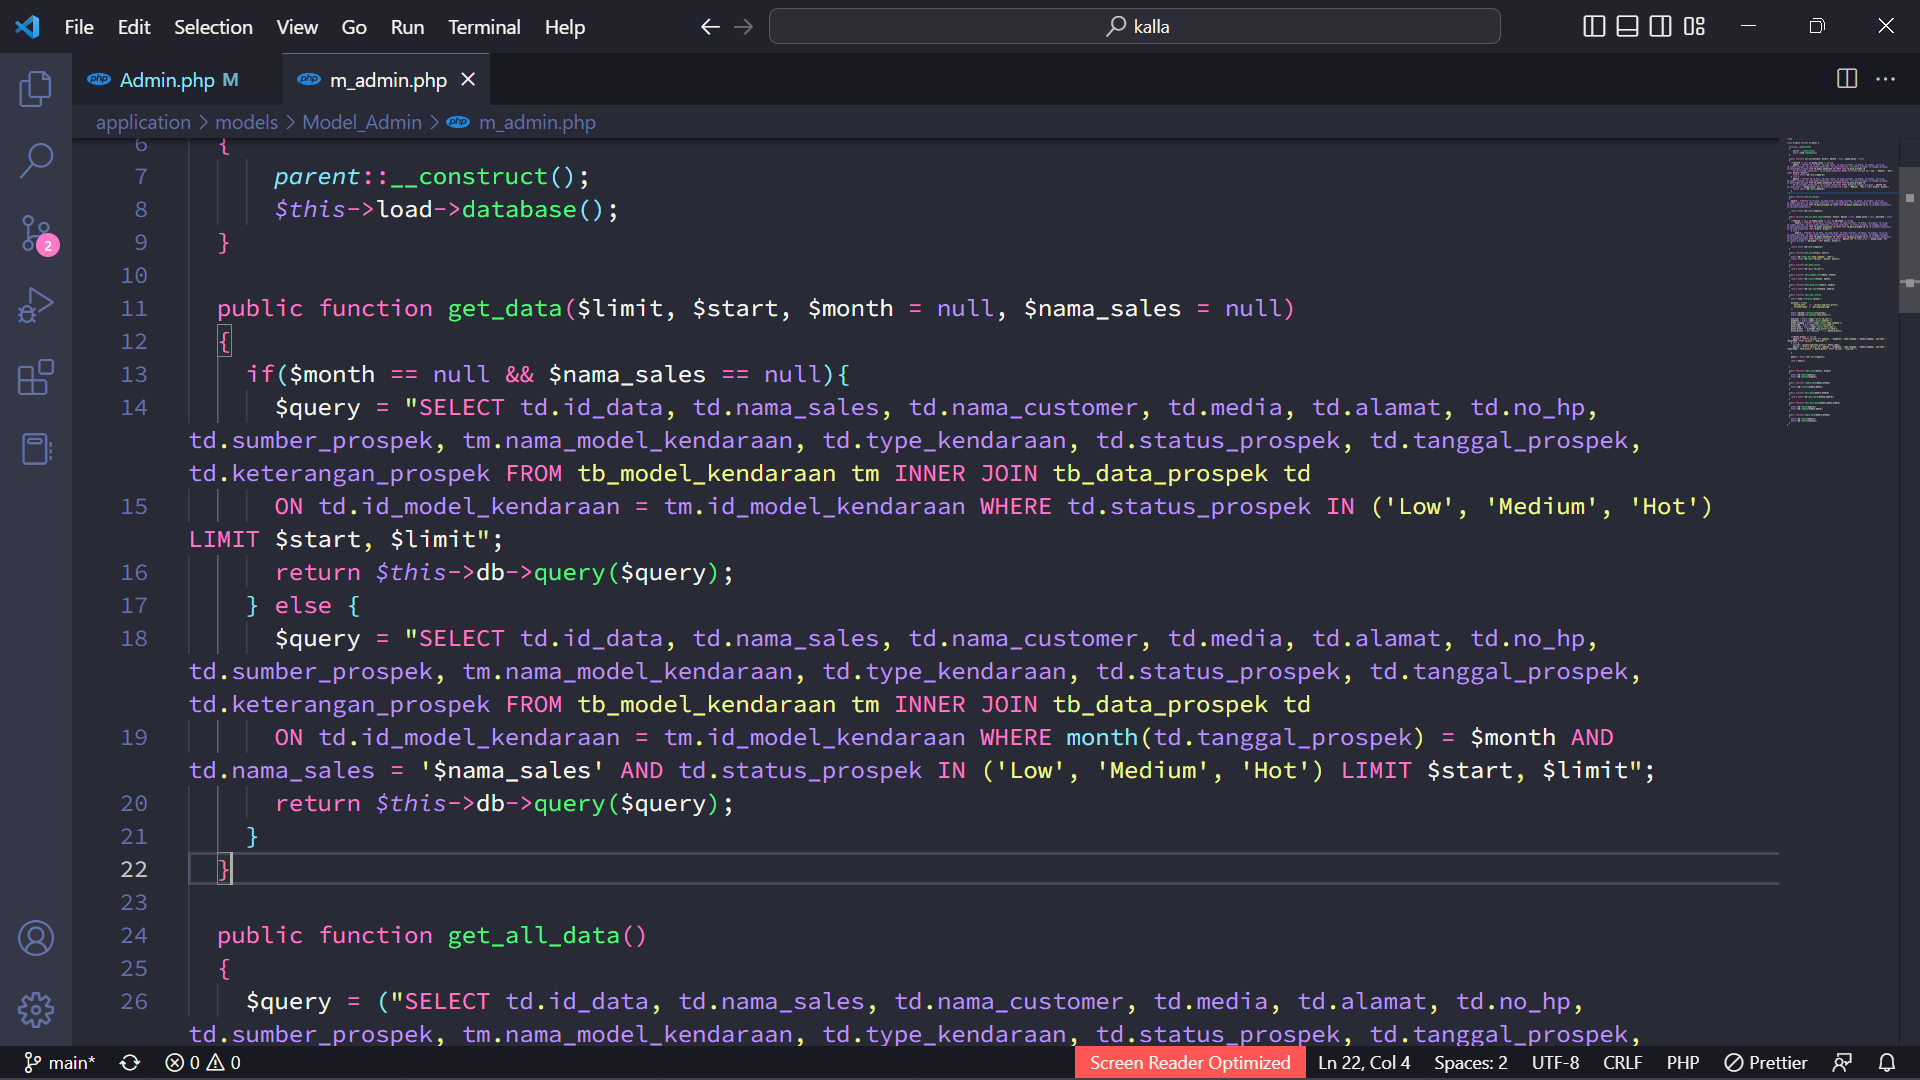 File Edit Selection View Go Run Terminal Help kalla
php Admin.php M php m_admin.php
application > models > Model_Admin > php m_admin.php
6 {
7 parent::__construct();
8 $this->load->database();
9 }
10
11 public function get_data($limit, $start, $month = null, $nama_sales = null)
12 {
13 if($month == null && $nama_sales == null){
14 $query = "SELECT td.id_data, td.nama_sales, td.nama_customer, td.media, td.alamat, td.no_hp,
td.sumber_prospek, tm.nama_model_kendaraan, td.type_kendaraan, td.status_prospek, td.tanggal_prospek,
td.keterangan_prospek FROM tb_model_kendaraan tm INNER JOIN tb_data_prospek td
15 ON td.id_model_kendaraan = tm.id_model_kendaraan WHERE td.status_prospek IN ('Low', 'Medium', 'Hot')
LIMIT $start, $limit";
16 return $this->db->query($query);
17 } else {
18 $query = "SELECT td.id_data, td.nama_sales, td.nama_customer, td.media, td.alamat, td.no_hp,
td.sumber_prospek, tm.nama_model_kendaraan, td.type_kendaraan, td.status_prospek, td.tanggal_prospek,
td.keterangan_prospek FROM tb_model_kendaraan tm INNER JOIN tb_data_prospek td
19 ON td.id_model_kendaraan = tm.id_model_kendaraan WHERE month(td.tanggal_prospek) = $month AND
td.nama_sales = '$nama_sales' AND td.status_prospek IN ('Low', 'Medium', 'Hot') LIMIT $start, $limit";
20 return $this->db->query($query);
21 }
22 }
23
24 public function get_all_data()
25 {
26 $query = ("SELECT td.id_data, td.nama_sales, td.nama_customer, td.media, td.alamat, td.no_hp,
td.sumber_prospek, tm.nama_model_kendaraan, td.type_kendaraan, td.status_prospek, td.tanggal_prospek,
2
main* 0 0 Screen Reader Optimized Ln 22, Col 4 Spaces: 2 UTF-8 CRLF PHP Prettier